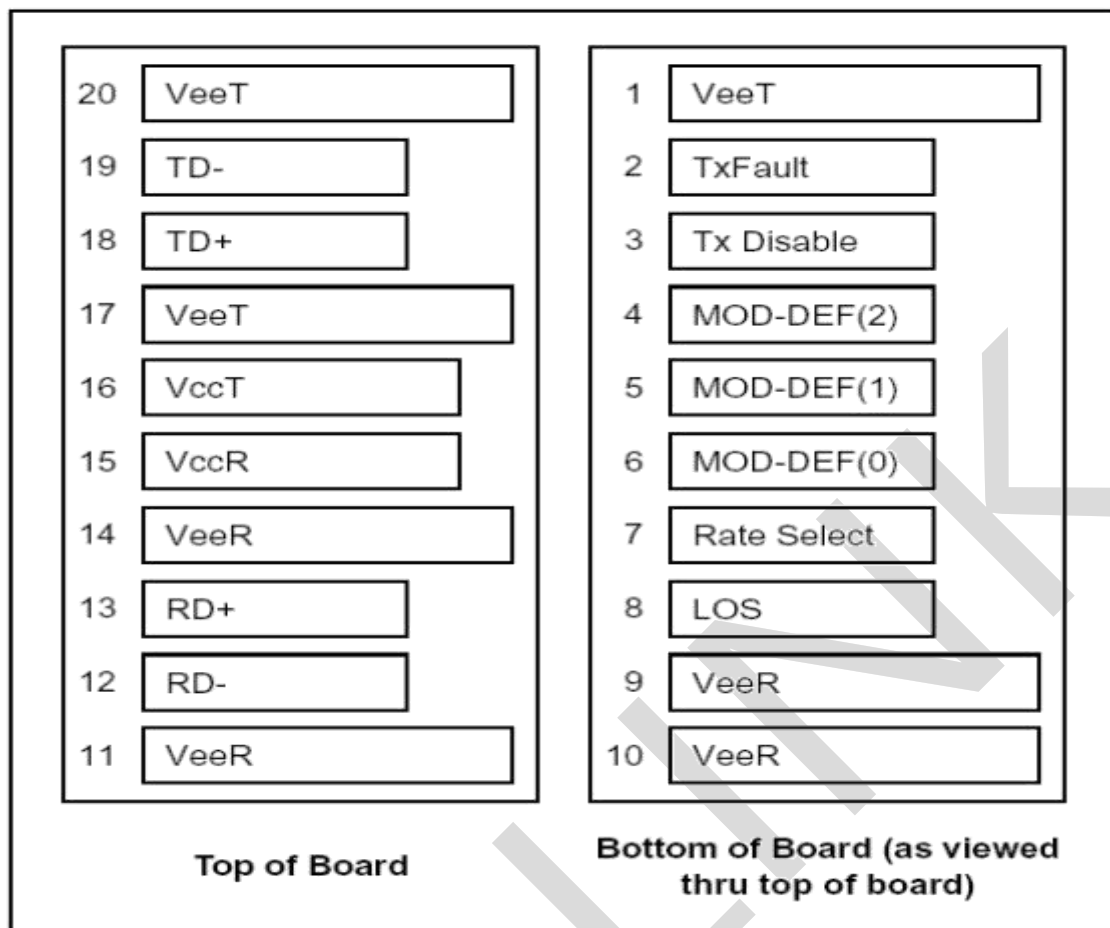 20 VeeT
19 TD-
18 TD+
17 VeeT
16 VccT
15 VccR
14 VeeR
13 RD+
12 RD-
11 VeeR
Top of Board
1 VeeT
2 TxFault
3 Tx Disable
4 MOD-DEF(2)
5 MOD-DEF(1)
6 MOD-DEF(0)
7 Rate Select
8 LOS
9 VeeR
10 VeeR
Bottom of Board (as viewed
thru top of board)